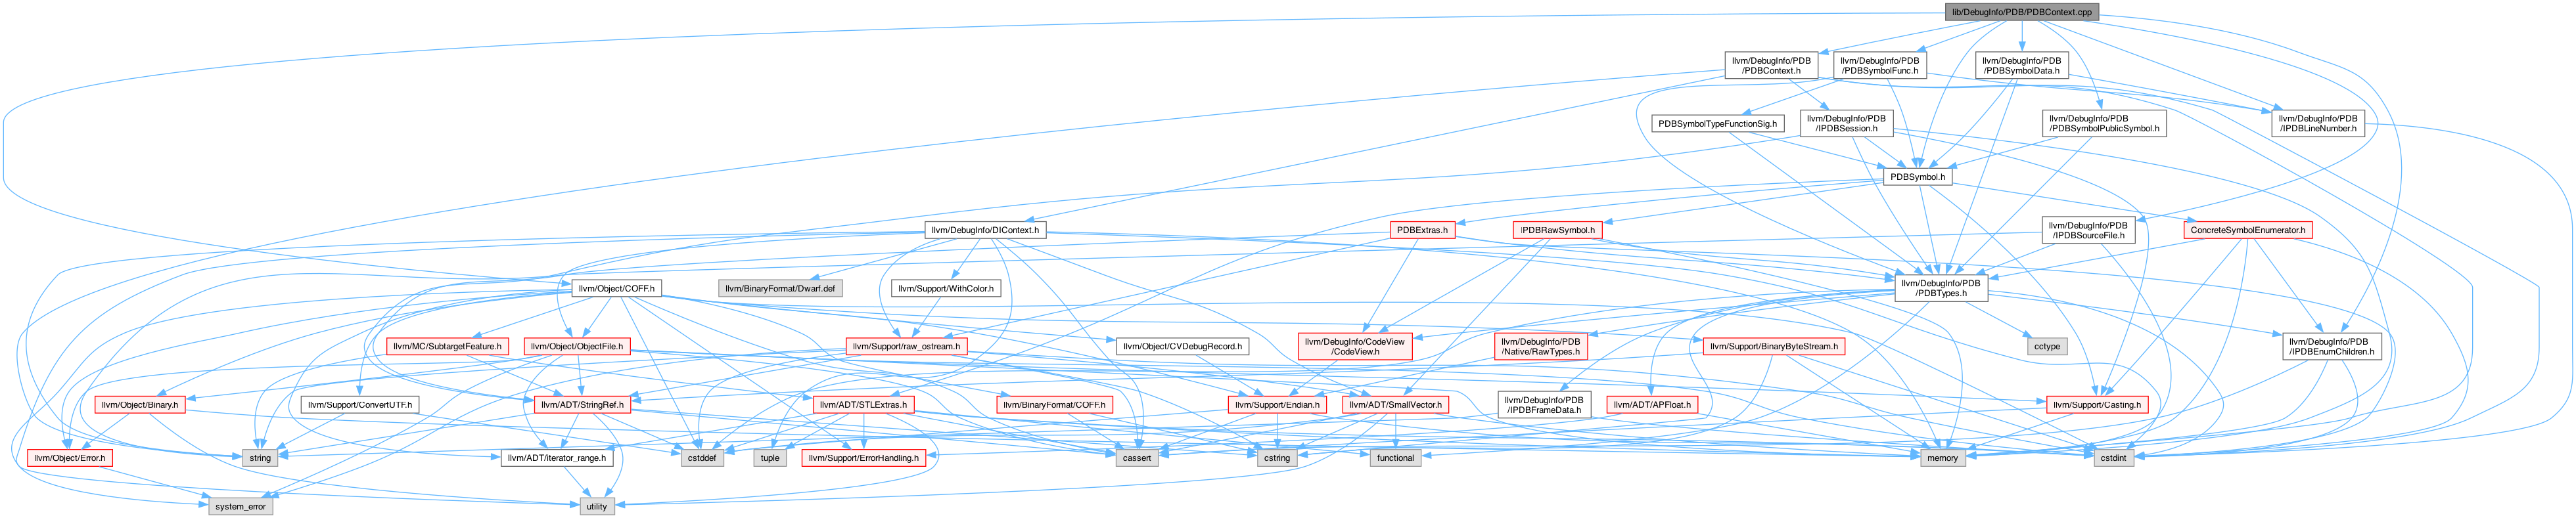 lib/DebugInfo/PDB/PDBContext.cpp
llvm/DebugInfo/PDB
/PDBContext.h
llvm/DebugInfo/PDB
/PDBSymbolFunc.h
llvm/DebugInfo/PDB
/PDBSymbolData.h
PDBSymbolTypeFunctionSig.h
llvm/DebugInfo/PDB
/IPDBSession.h
llvm/DebugInfo/PDB
/PDBSymbolPublicSymbol.h
llvm/DebugInfo/PDB
/IPDBLineNumber.h
PDBSymbol.h
llvm/DebugInfo/DIContext.h
PDBExtras.h
IPDBRawSymbol.h
llvm/DebugInfo/PDB
/IPDBSourceFile.h
ConcreteSymbolEnumerator.h
llvm/Object/COFF.h
llvm/BinaryFormat/Dwarf.def
llvm/Support/WithColor.h
llvm/DebugInfo/PDB
/PDBTypes.h
llvm/MC/SubtargetFeature.h
llvm/Object/ObjectFile.h
llvm/Support/raw_ostream.h
llvm/Object/CVDebugRecord.h
llvm/DebugInfo/CodeView
/CodeView.h
llvm/DebugInfo/PDB
/Native/RawTypes.h
llvm/Support/BinaryByteStream.h
cctype
llvm/DebugInfo/PDB
/IPDBEnumChildren.h
llvm/Object/Binary.h
llvm/Support/ConvertUTF.h
llvm/ADT/StringRef.h
llvm/ADT/STLExtras.h
llvm/BinaryFormat/COFF.h
llvm/Support/Endian.h
llvm/ADT/SmallVector.h
llvm/DebugInfo/PDB
/IPDBFrameData.h
llvm/ADT/APFloat.h
llvm/Support/Casting.h
llvm/Object/Error.h
string
llvm/ADT/iterator_range.h
cstddef
tuple
llvm/Support/ErrorHandling.h
cassert
cstring
functional
memory
cstdint
system_error
utility